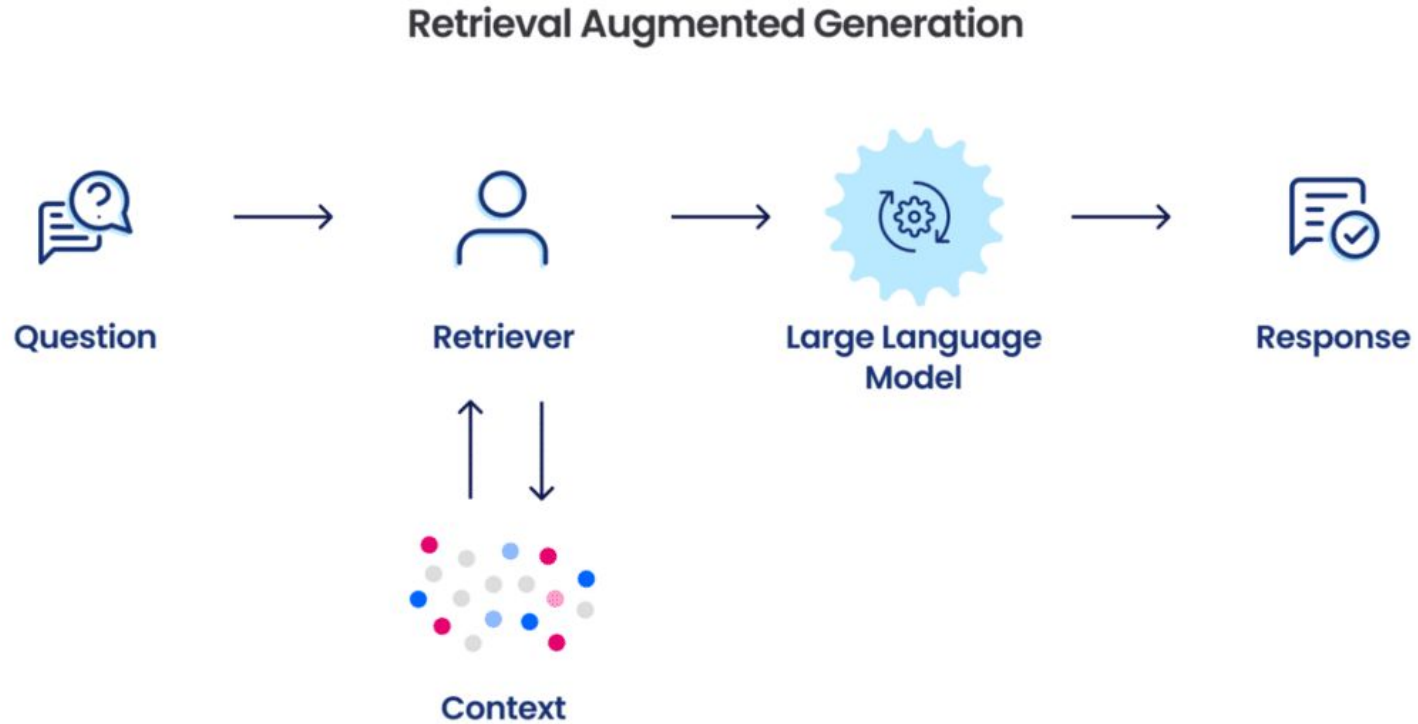 Retrieval Augmented Generation
?
Question
Retriever
Large Language
Model
Response
Context